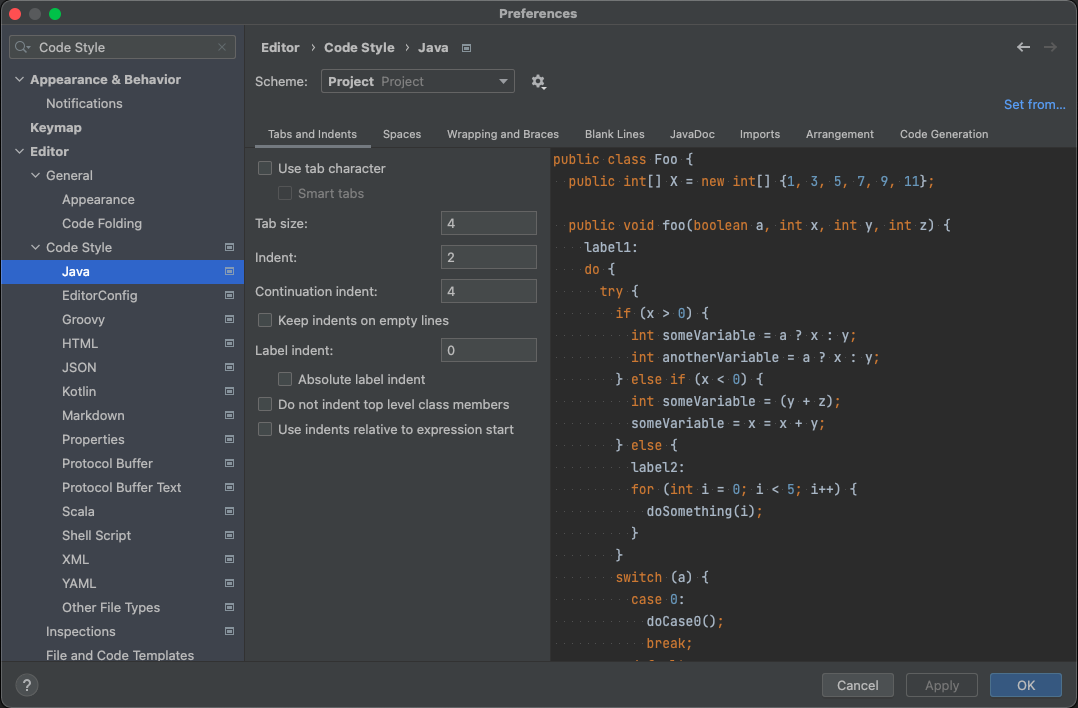 Preferences
Code Style
Appearance & Behavior
Notifications
Keymap
Editor
General
Appearance
Code Folding
Code Style
Java
EditorConfig
Groovy
HTML
JSON
Kotlin
Markdown
Properties
Protocol Buffer
Protocol Buffer Text
Scala
Shell Script
XML
YAML
Other File Types
Inspections
File and Code Templates
Editor › Code Style › Java
Scheme: Project Project
Set from...
Tabs and Indents Spaces Wrapping and Braces Blank Lines JavaDoc Imports Arrangement Code Generation
Use tab character
Smart tabs
Tab size: 4
Indent: 2
Continuation indent: 4
Keep indents on empty lines
Label indent: 0
Absolute label indent
Do not indent top level class members
Use indents relative to expression start
public class Foo {
public int[] X = new int[] {1, 3, 5, 7, 9, 11};
public void foo(boolean a, int x, int y, int z) {
label1:
do {
try {
if (x > 0) {
int someVariable = a ? x : y;
int anotherVariable = a ? x : y;
} else if (x < 0) {
int someVariable = (y + z);
someVariable = x = x + y;
} else {
label2:
for (int i = 0; i < 5; i++) {
doSomething(i);
}
}
switch (a) {
case 0:
doCase0();
break;
?
Cancel Apply OK